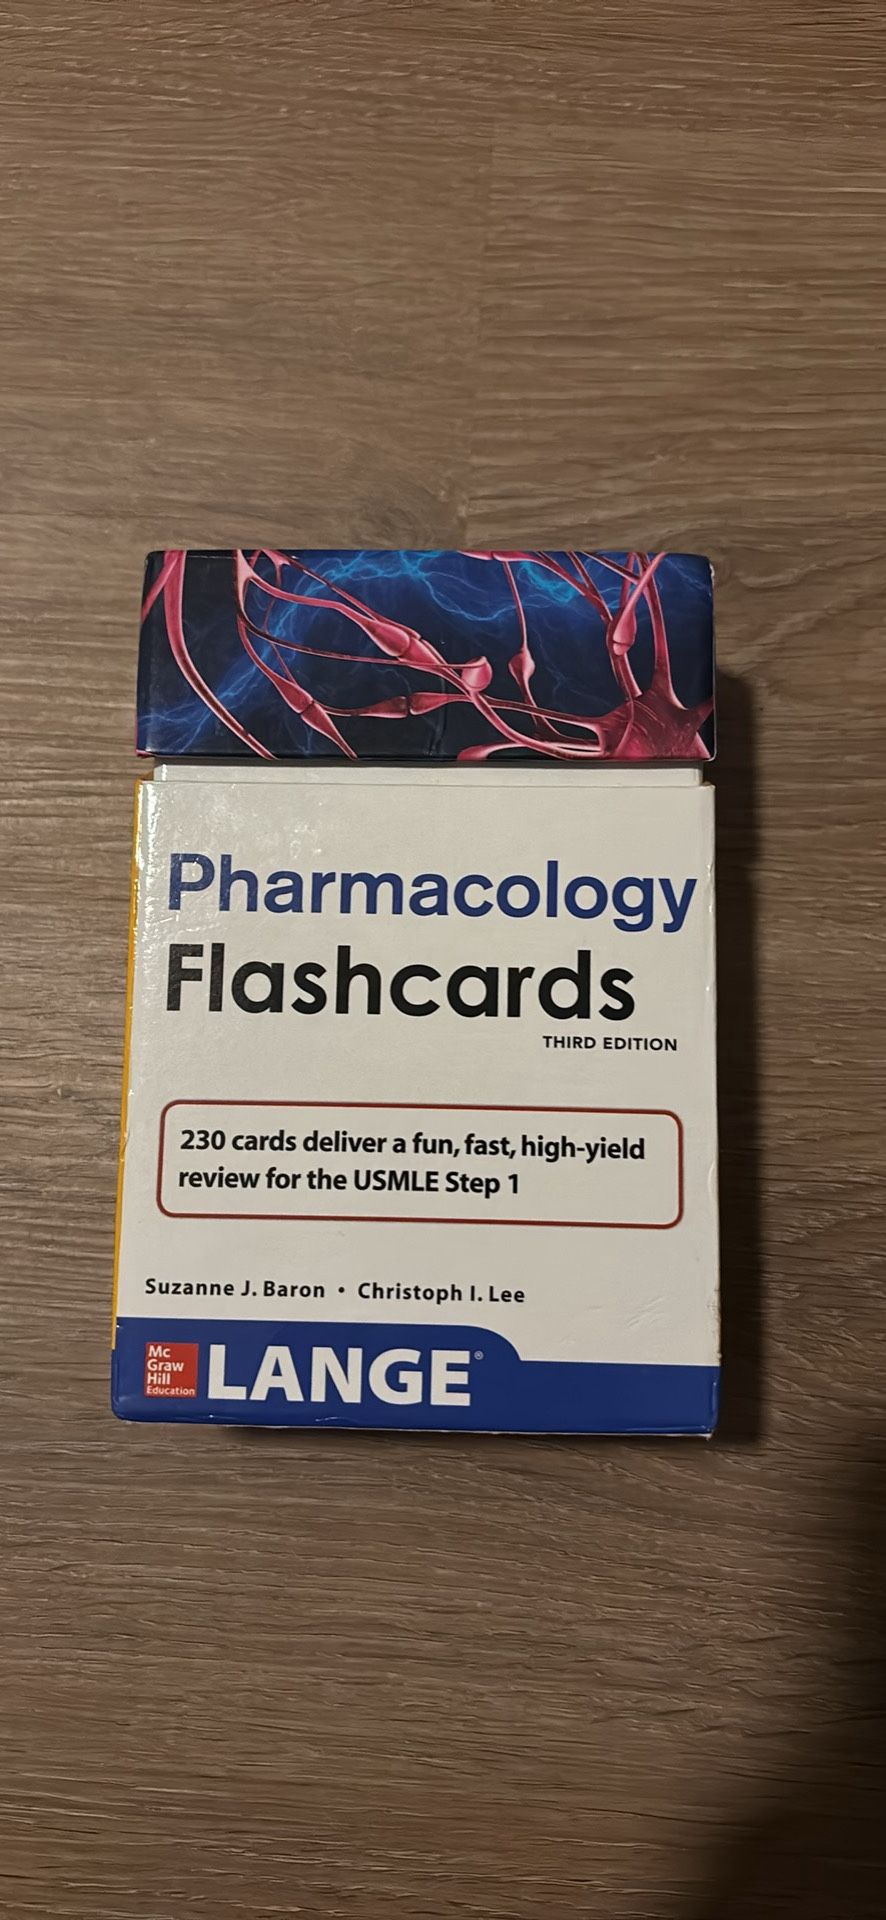 Pharmacology
Flashcards
THIRD EDITION
230 cards deliver a fun, fast, high-yield
review for the USMLE Step 1
Suzanne J. Baron • Christoph I. Lee
Mc
Graw
Hill
Education
LANGE®